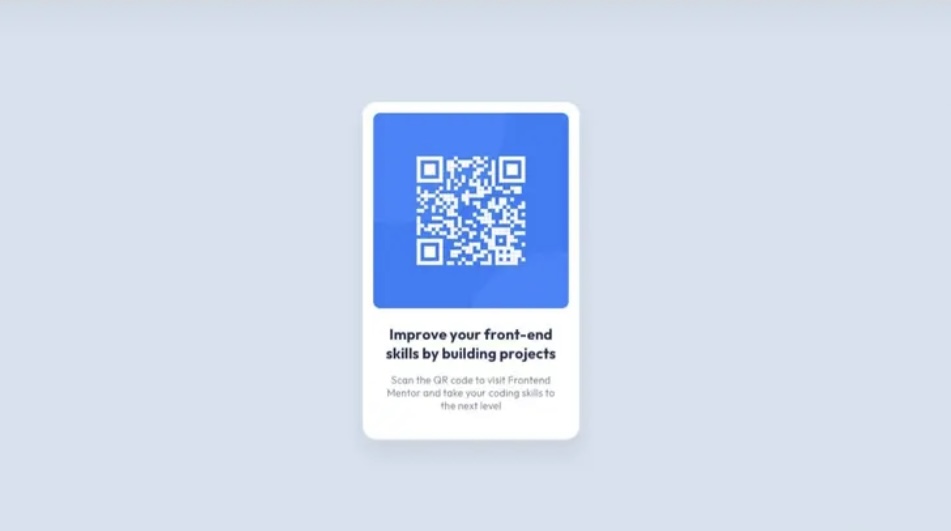 Improve your front-end
skills by building projects
Scan the QR code to visit Frontend
Mentor and take your coding skills to
the next level